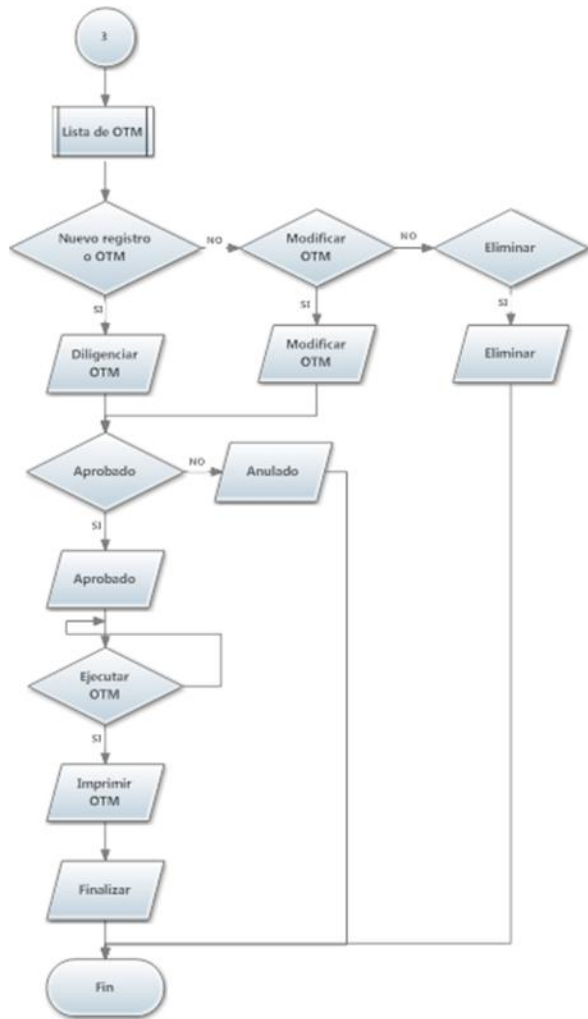 3
Lista de OTM
Nuevo registro
o OTM
NO
Modificar
OTM
NO
Eliminar
SI
SI
SI
Diligenciar
OTM
Modificar
OTM
Eliminar
Aprobado
NO
Anulado
SI
Aprobado
Ejecutar
OTM
SI
Imprimir
OTM
Finalizar
Fin